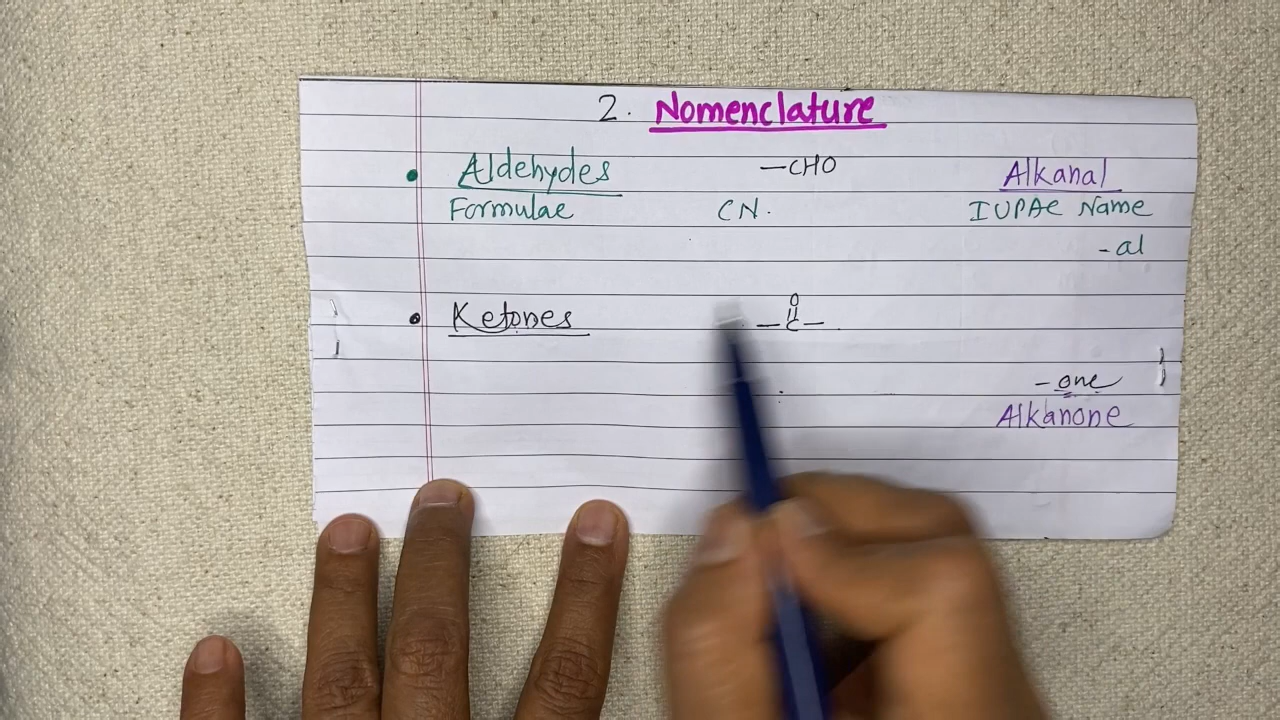 2. Nomenclature
Aldehydes -CHO Alkanal
Formulae CN. IUPAC Name
-al
O
Ketones -C-
-one
Alkanone